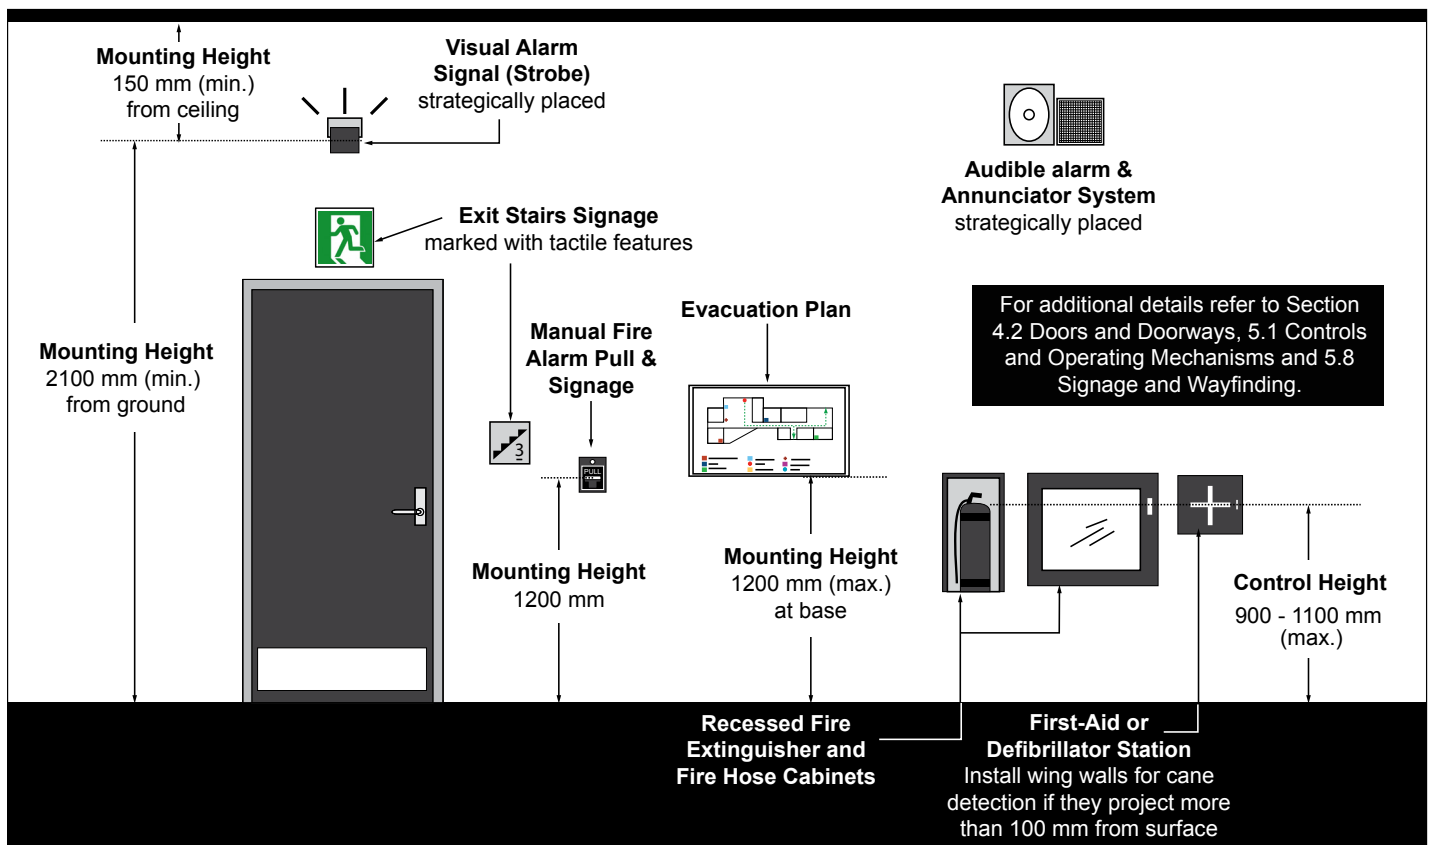 Mounting Height
150 mm (min.)
from ceiling
Visual Alarm
Signal (Strobe)
strategically placed
Audible alarm &
Annunciator System
strategically placed
Exit Stairs Signage
marked with tactile features
For additional details refer to Section
4.2 Doors and Doorways, 5.1 Controls
and Operating Mechanisms and 5.8
Signage and Wayfinding.
Mounting Height
2100 mm (min.)
from ground
Manual Fire
Alarm Pull &
Signage
Evacuation Plan
3
PULL
Mounting Height
1200 mm
Mounting Height
1200 mm (max.)
at base
Control Height
900 - 1100 mm
(max.)
Recessed Fire
Extinguisher and
Fire Hose Cabinets
First-Aid or
Defibrillator Station
Install wing walls for cane
detection if they project more
than 100 mm from surface